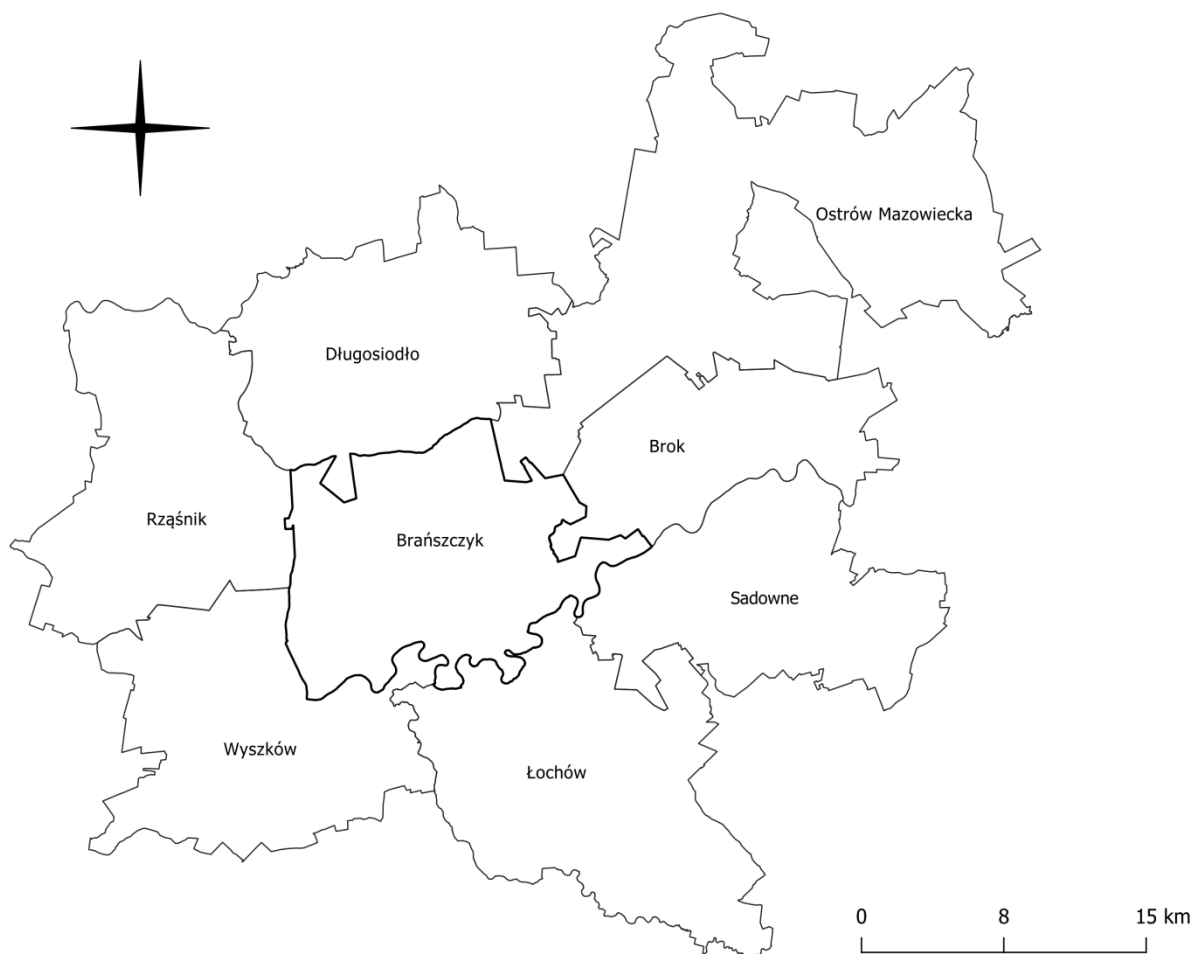 Ostrów Mazowiecka
Długosiodło
Brok
Rząśnik
Brańszczyk
Sadowne
Wyszków
Łochów
0 8 15 km